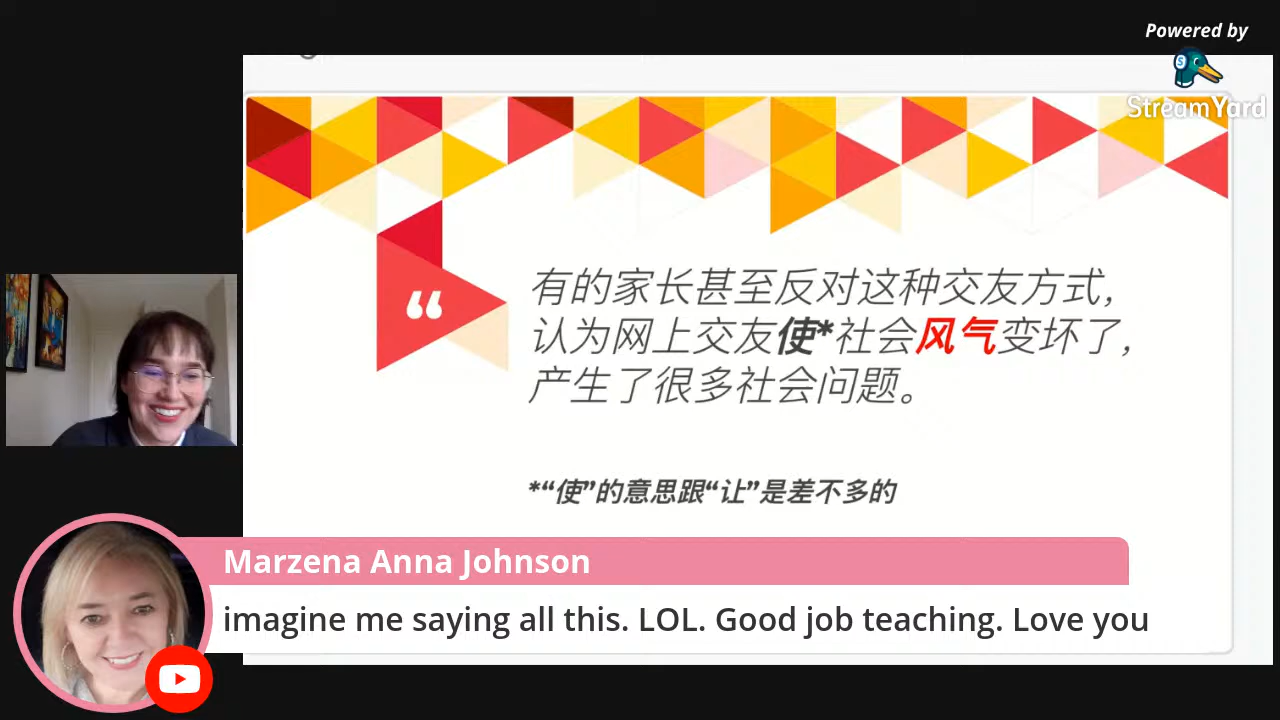 Powered by
StreamYard
“
有的家长甚至反对这种交友方式，
认为网上交友使*社会风气变坏了，
产生了很多社会问题。
*“使”的意思跟“让”是差不多的
Marzena Anna Johnson
imagine me saying all this. LOL. Good job teaching. Love you